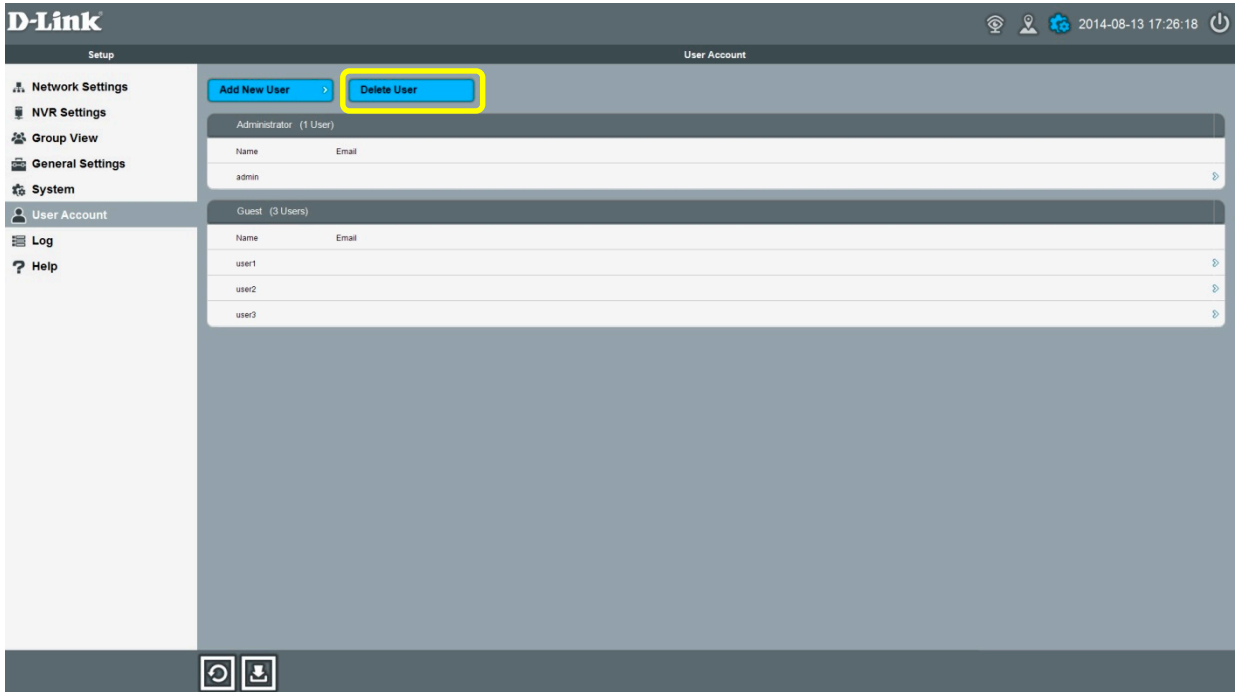 D-Link
2014-08-13 17:26:18
Setup
User Account
Network Settings
NVR Settings
Group View
General Settings
System
User Account
Log
Help
Add New User
Delete User
Administrator (1 User)
Name Email
admin
Guest (3 Users)
Name Email
user1
user2
user3